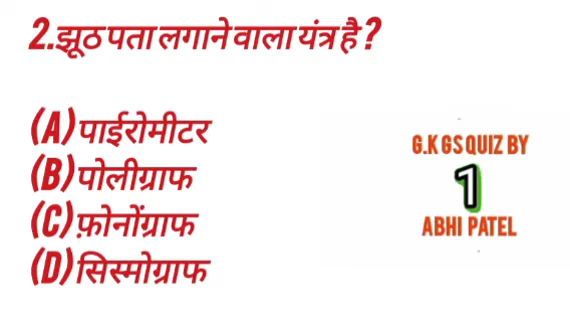 2.झूठ पता लगाने वाला यंत्र है ?
(A) पाईरोमीटर
(B) पोलीग्राफ
(C) फ़ोनोंग्राफ
(D) सिस्मोग्राफ
G.K GS QUIZ BY
1
ABHI PATEL